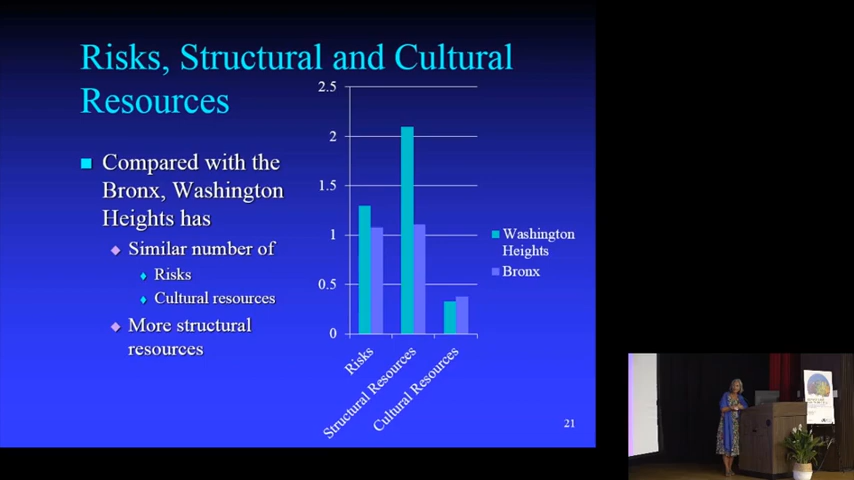 Risks, Structural and Cultural
Resources
Compared with the
Bronx, Washington
Heights has
Similar number of
Risks
Cultural resources
More structural
resources
2.5
2
1.5
1
0.5
0
Risks
Structural Resources
Cultural Resources
Washington
Heights
Bronx
21